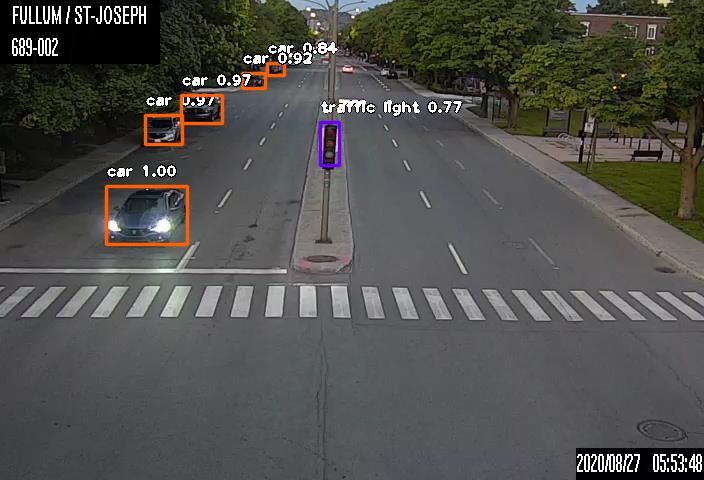 FULLUM / ST-JOSEPH
689-002
car 0.84
car 0.92
car 0.97
car 0.97
traffic light 0.77
car 1.00
2020/08/27 05:53:48